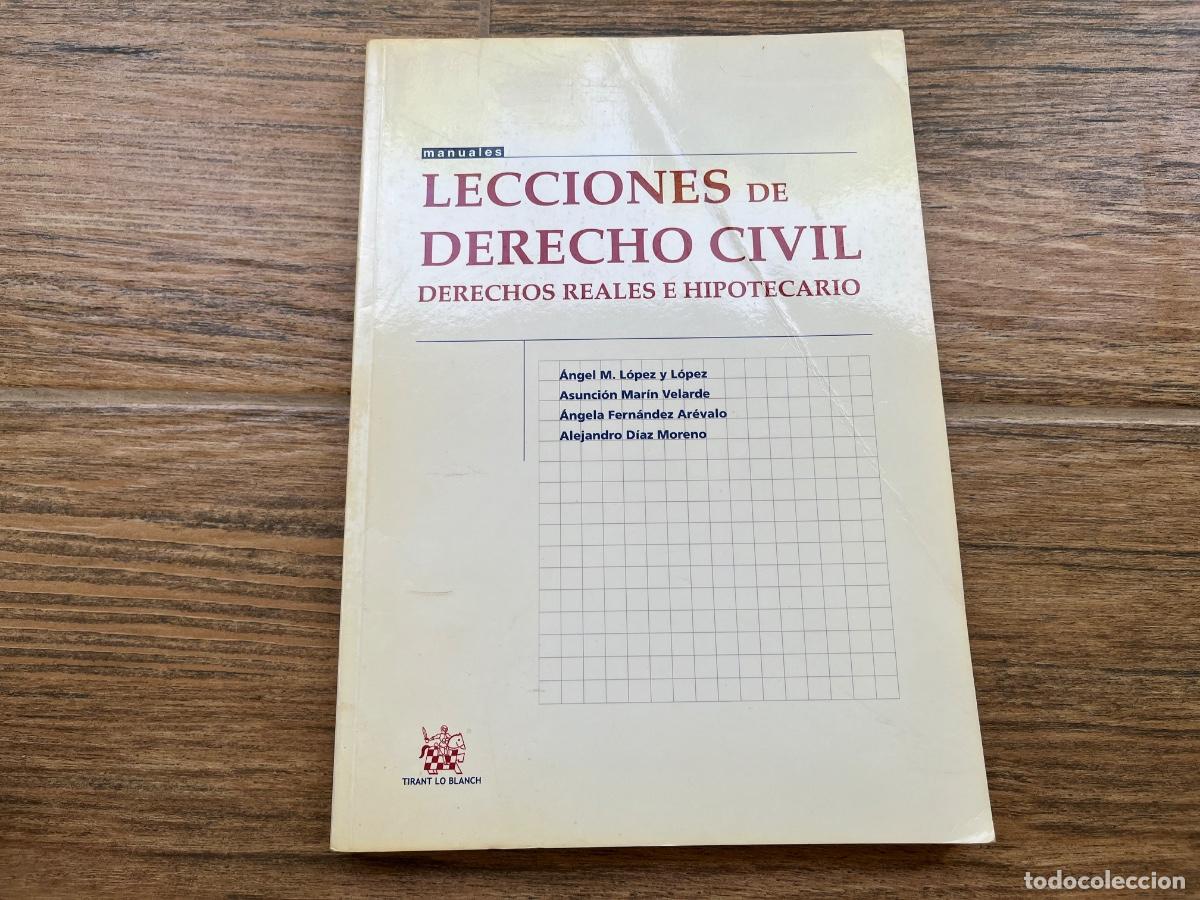 manuales
LECCIONES DE
DERECHO CIVIL
DERECHOS REALES E HIPOTECARIO
Ángel M. López y López
Asunción Marín Velarde
Ángela Fernández Arévalo
Alejandro Díaz Moreno
TIRANT LO BLANCH
todocoleccion